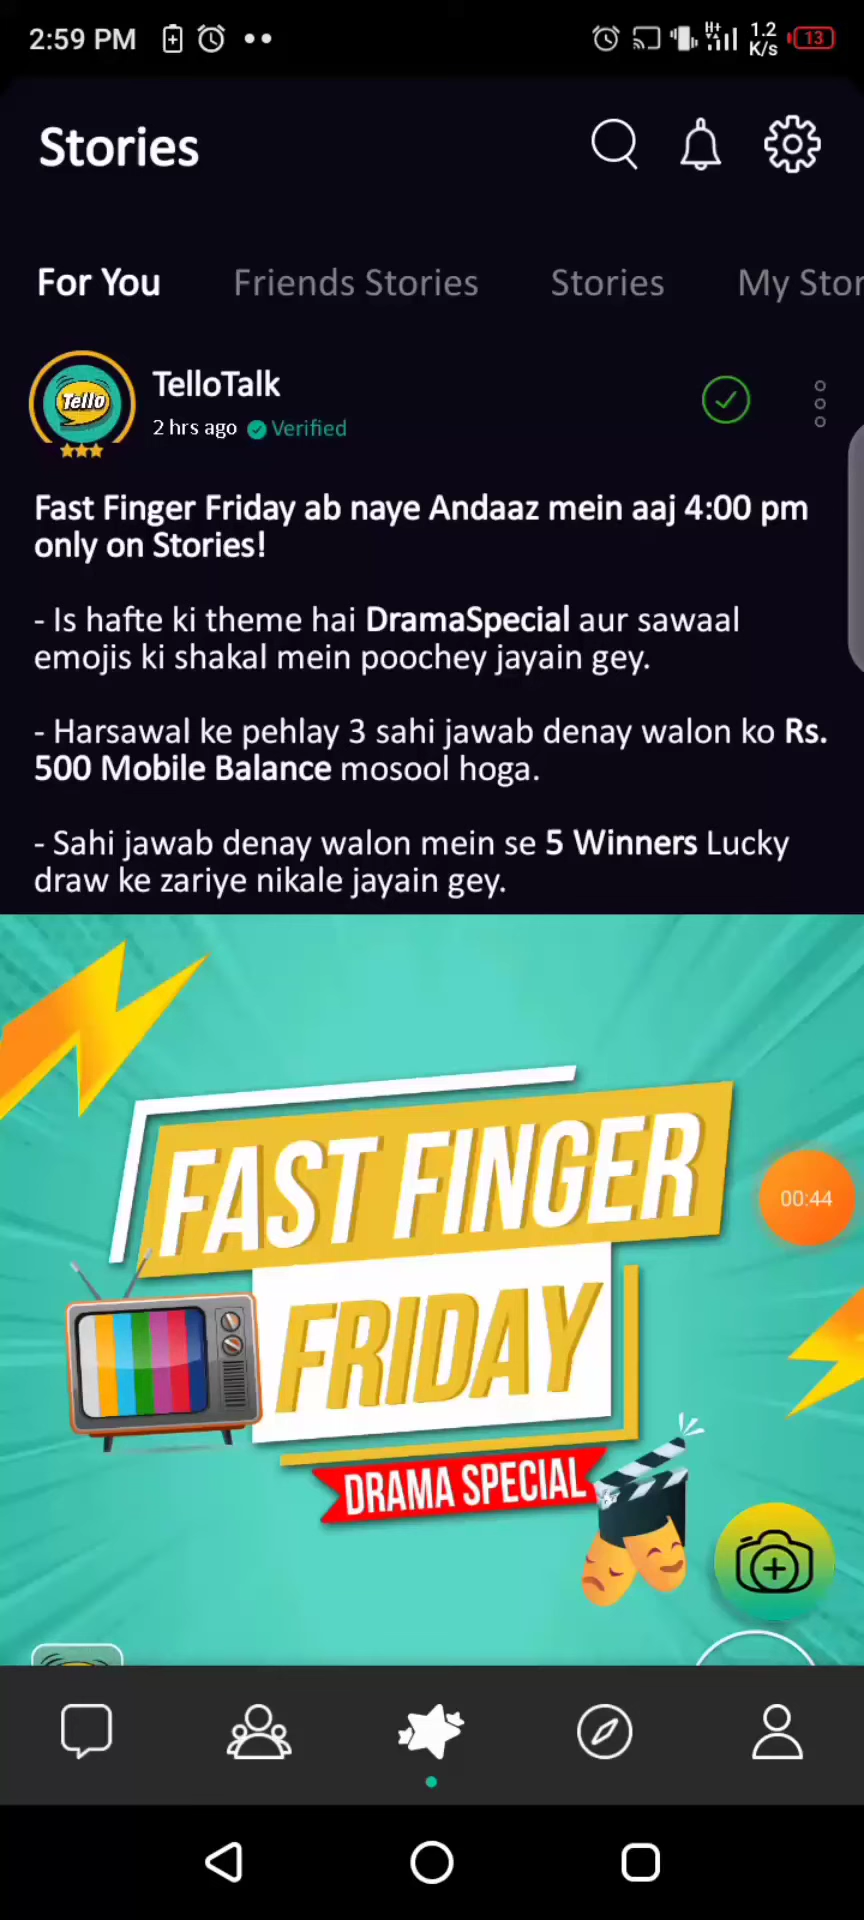 2:59 PM
H+
1.2
K/s
13
Stories
For You Friends Stories Stories My Stor
Tello
TelloTalk
2 hrs ago Verified
Fast Finger Friday ab naye Andaaz mein aaj 4:00 pm
only on Stories!
- Is hafte ki theme hai DramaSpecial aur sawaal
emojis ki shakal mein poochey jayain gey.
- Harsawal ke pehlay 3 sahi jawab denay walon ko Rs.
500 Mobile Balance mosool hoga.
- Sahi jawab denay walon mein se 5 Winners Lucky
draw ke zariye nikale jayain gey.
FAST FINGER
00:44
FRIDAY
DRAMA SPECIAL